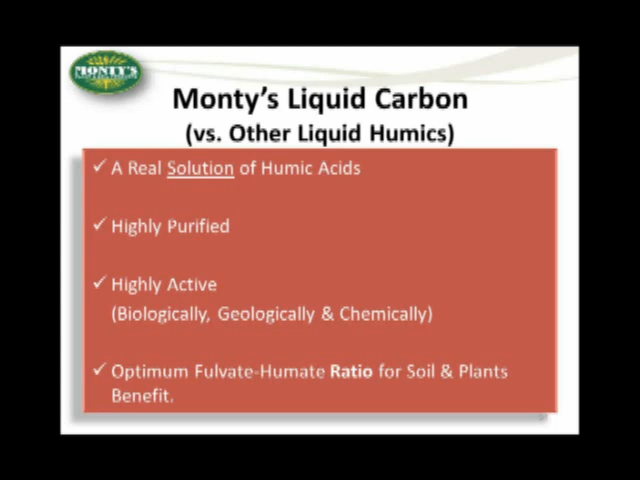 MONTY'S
Monty's Liquid Carbon
(vs. Other Liquid Humics)
✓ A Real Solution of Humic Acids
✓ Highly Purified
✓ Highly Active
(Biologically, Geologically & Chemically)
✓ Optimum Fulvate-Humate Ratio for Soil & Plants
Benefit.